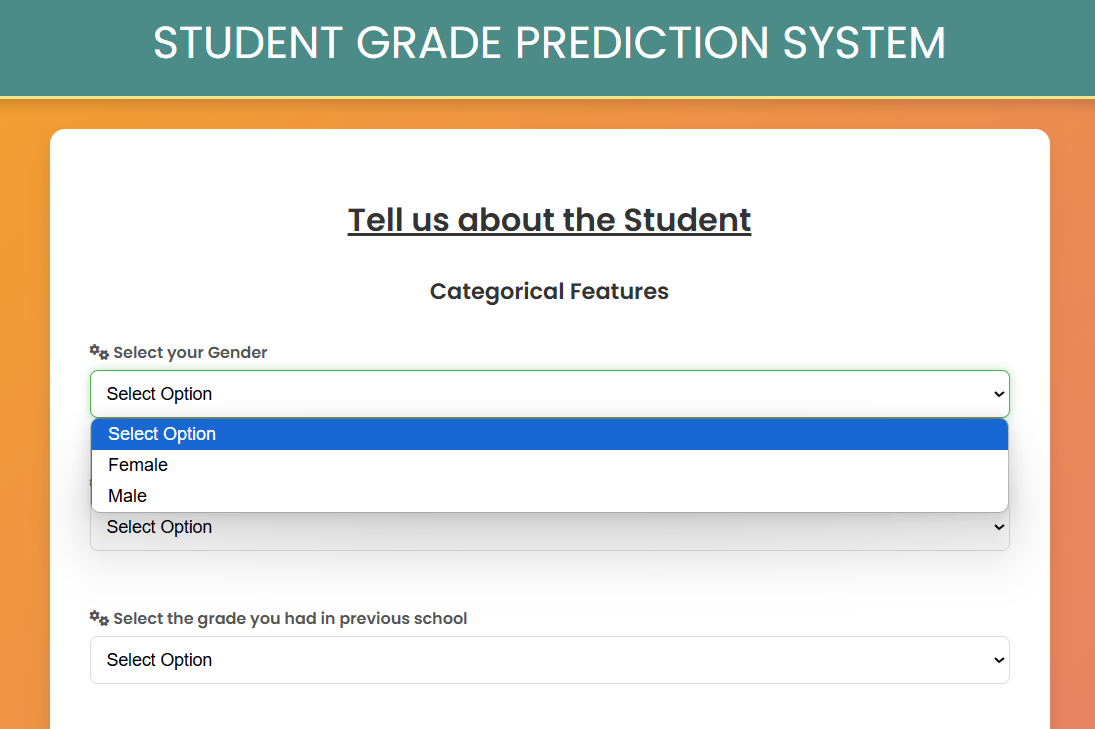 STUDENT GRADE PREDICTION SYSTEM
Tell us about the Student
Categorical Features
Select your Gender
Select Option
Select Option
Female
Male
Select Option
Select the grade you had in previous school
Select Option